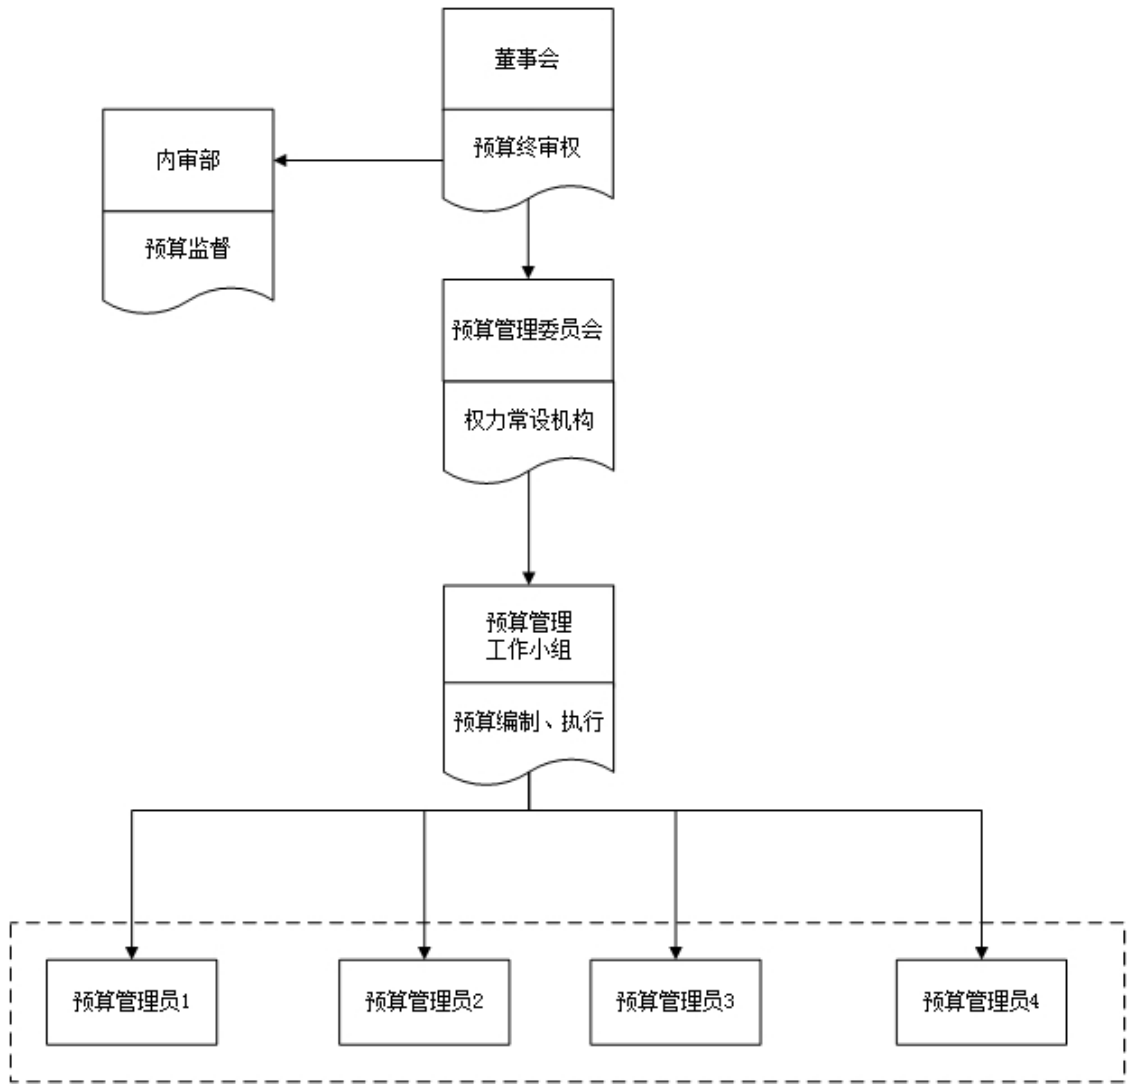 董事会
预算终审权
内审部
预算监督
预算管理委员会
权力常设机构
预算管理
工作小组
预算编制、执行
预算管理员1
预算管理员2
预算管理员3
预算管理员4